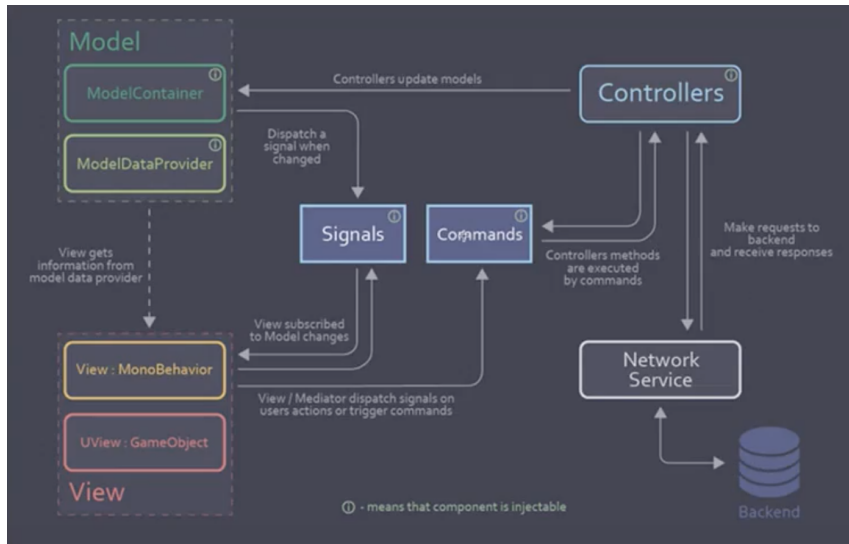 Model
ModelContainer
ModelDataProvider
Controllers update models
Controllers
Dispatch a
signal when
changed
Signals
Commands
Controllers methods
are executed
by commands
Make requests to
backend
and receive responses
View gets
information from
model data provider
View subscribed
to Model changes
View : MonoBehavior
UView : GameObject
View
View / Mediator dispatch signals on
users actions or trigger commands
Network
Service
Backend
ⓘ - means that component is injectable